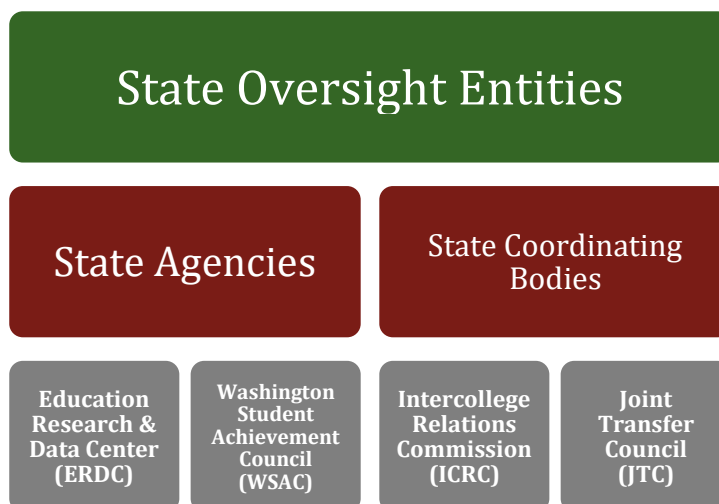 State Oversight Entities
State Agencies
State Coordinating
Bodies
Education
Research &
Data Center
(ERDC)
Washington
Student
Achievement
Council
(WSAC)
Intercollege
Relations
Commission
(ICRC)
Joint
Transfer
Council
(JTC)